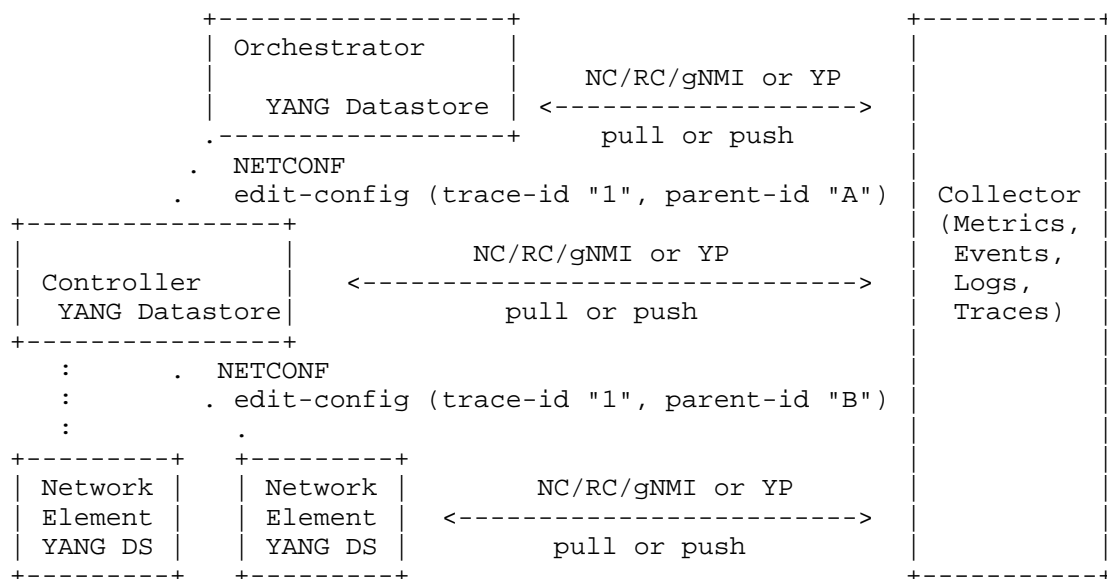 Orchestrator
NC/RC/gNMI or YP
YANG Datastore <------------------->
pull or push
NETCONF
edit-config (trace-id "1", parent-id "A") Collector
(Metrics,
NC/RC/gNMI or YP Events,
Controller <-------------------------------> Logs,
YANG Datastore pull or push Traces)
NETCONF
edit-config (trace-id "1", parent-id "B")
Network Network NC/RC/gNMI or YP
Element Element <-------------------------->
YANG DS YANG DS pull or push